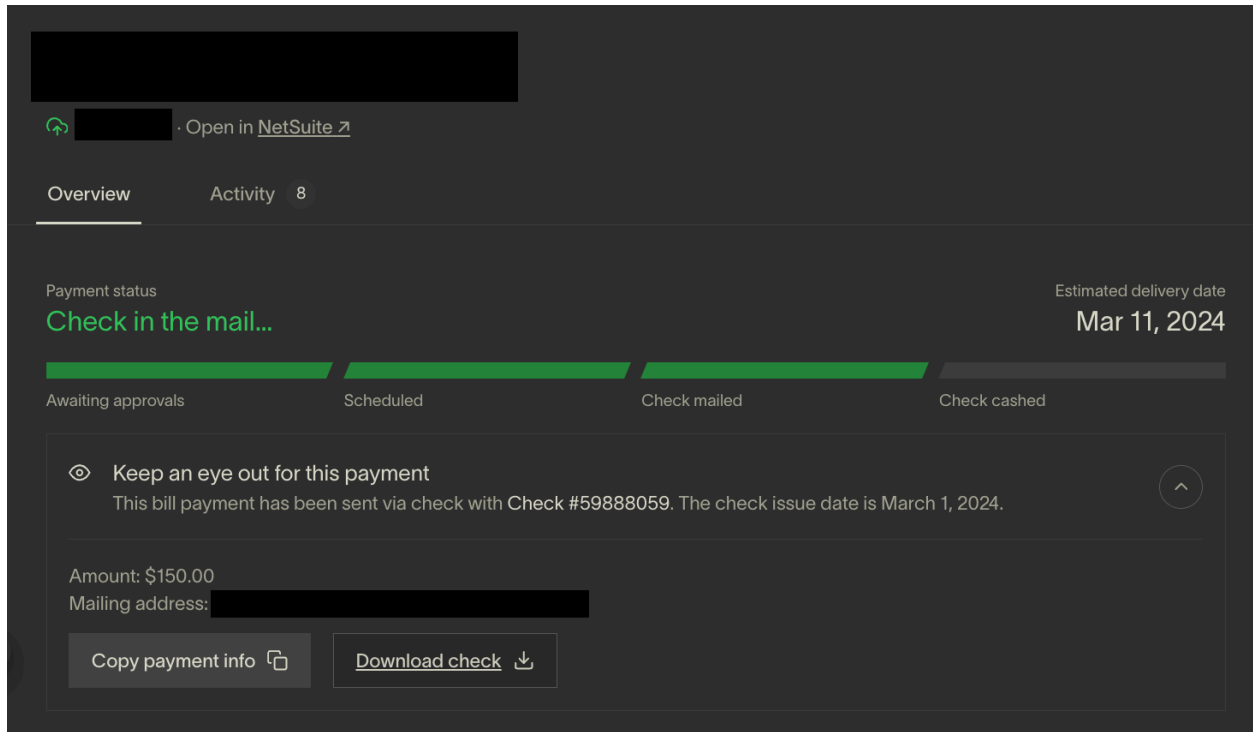 · Open in NetSuite ↗
Overview
Activity 8
Payment status
Check in the mail...
Estimated delivery date
Mar 11, 2024
Awaiting approvals
Scheduled
Check mailed
Check cashed
Keep an eye out for this payment
This bill payment has been sent via check with Check #59888059. The check issue date is March 1, 2024.
Amount: $150.00
Mailing address:
Copy payment info
Download check